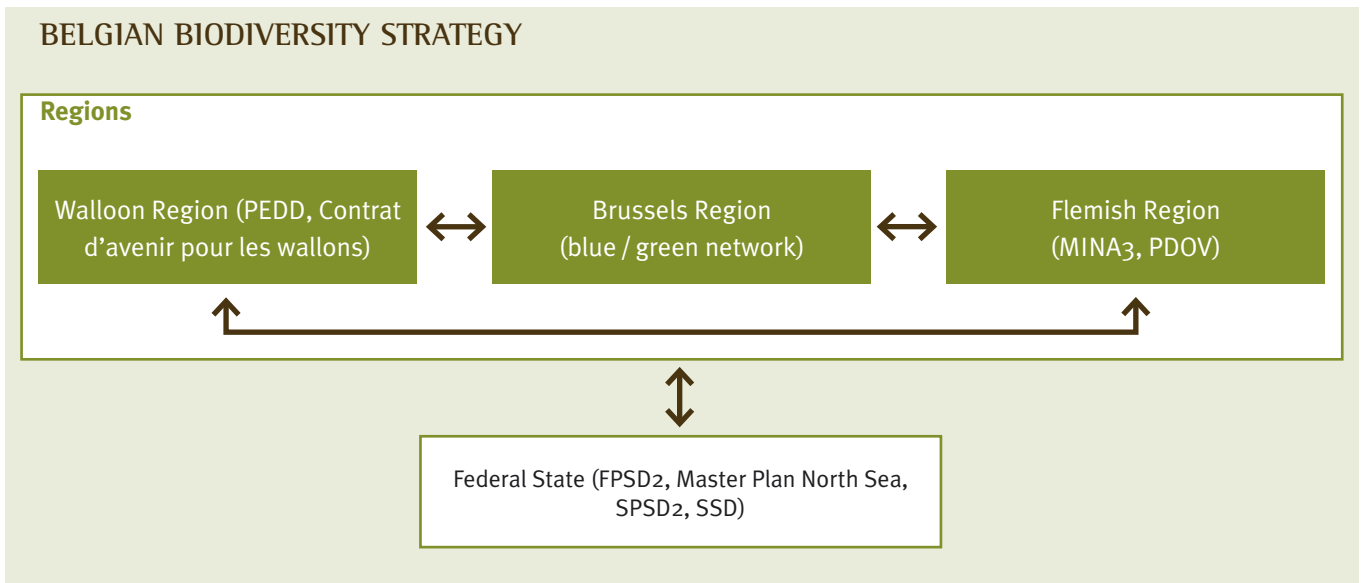 BELGIAN BIODIVERSITY STRATEGY
Regions
Walloon Region (PEDD, Contrat
d’avenir pour les wallons)
Brussels Region
(blue / green network)
Flemish Region
(MINA3, PDOV)
Federal State (FPSD2, Master Plan North Sea,
SPSD2, SSD)